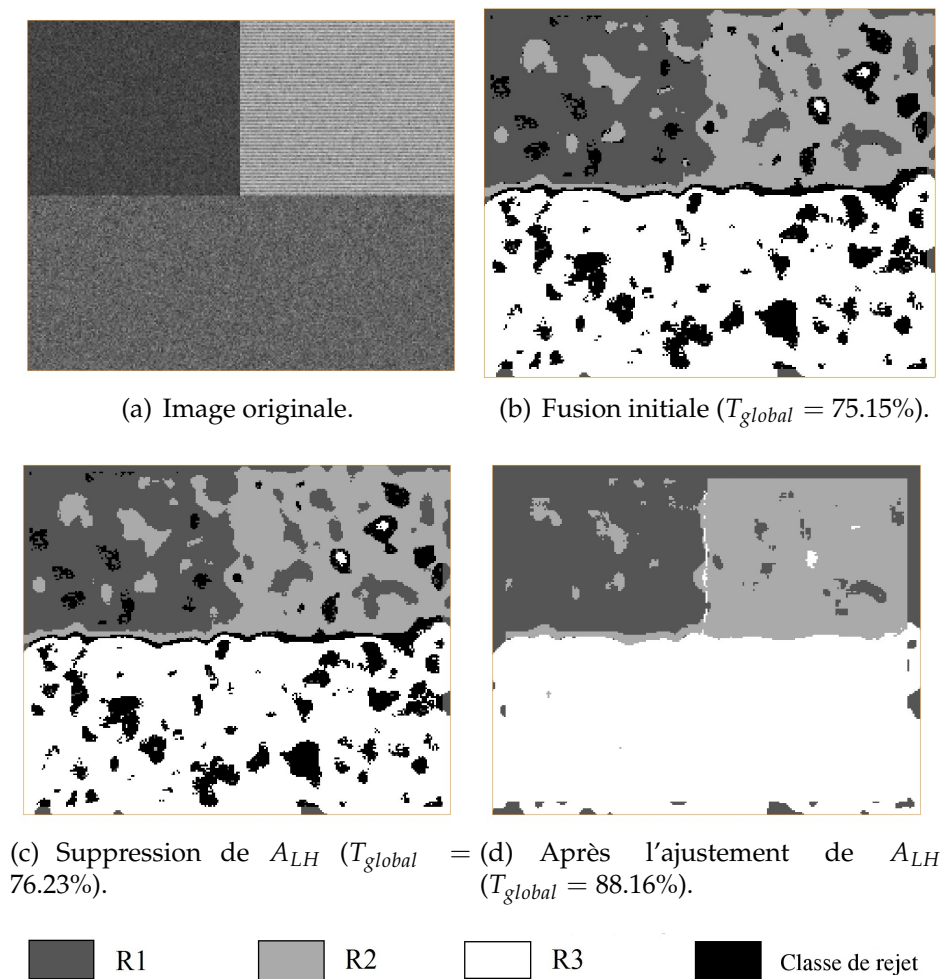 (a) Image originale.
(b) Fusion initiale (T_global = 75.15%).
(c) Suppression de A_LH (T_global = 76.23%).
(d) Après l'ajustement de A_LH (T_global = 88.16%).
R1
R2
R3
Classe de rejet